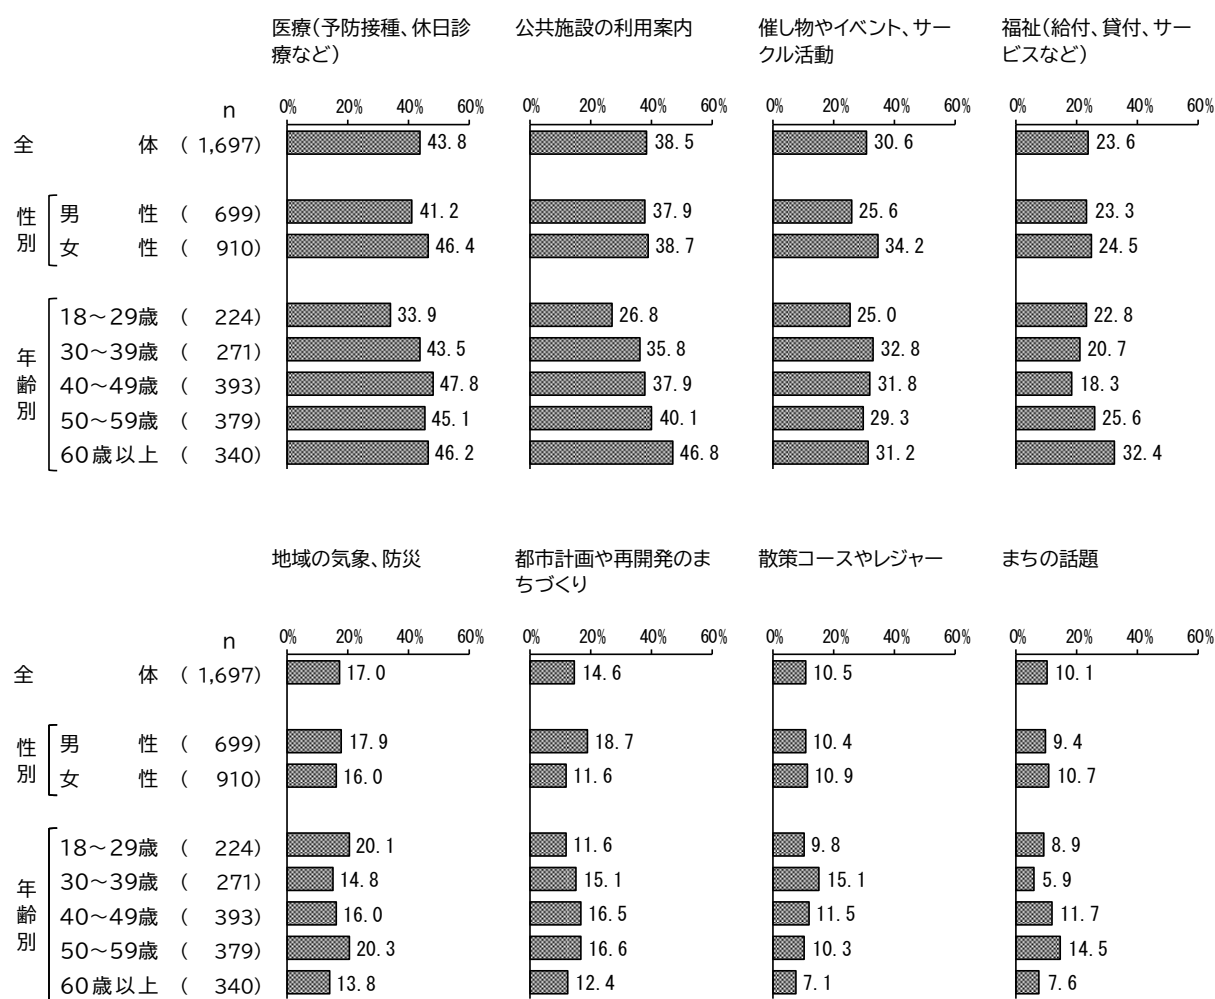 医療(予防接種、休日診
療など)
公共施設の利用案内
催し物やイベント、サー
クル活動
福祉(給付、貸付、サー
ビスなど)
n
0% 20% 40% 60% 0% 20% 40% 60% 0% 20% 40% 60% 0% 20% 40% 60%
全体 (1,697) 43.8 38.5 30.6 23.6
性別
男性 (699) 41.2 37.9 25.6 23.3
女性 (910) 46.4 38.7 34.2 24.5
年齢別
18～29歳 (224) 33.9 26.8 25.0 22.8
30～39歳 (271) 43.5 35.8 32.8 20.7
40～49歳 (393) 47.8 37.9 31.8 18.3
50～59歳 (379) 45.1 40.1 29.3 25.6
60歳以上 (340) 46.2 46.8 31.2 32.4
地域の気象、防災
都市計画や再開発のま
ちづくり
散策コースやレジャー
まちの話題
n
0% 20% 40% 60% 0% 20% 40% 60% 0% 20% 40% 60% 0% 20% 40% 60%
全体 (1,697) 17.0 14.6 10.5 10.1
性別
男性 (699) 17.9 18.7 10.4 9.4
女性 (910) 16.0 11.6 10.9 10.7
年齢別
18～29歳 (224) 20.1 11.6 9.8 8.9
30～39歳 (271) 14.8 15.1 15.1 5.9
40～49歳 (393) 16.0 16.5 11.5 11.7
50～59歳 (379) 20.3 16.6 10.3 14.5
60歳以上 (340) 13.8 12.4 7.1 7.6